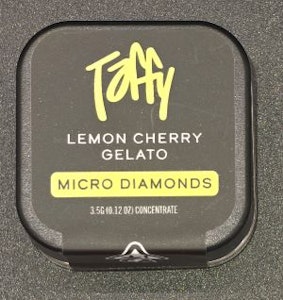 Taffy
LEMON CHERRY
GELATO
MICRO DIAMONDS
3.5G (0.12 OZ) CONCENTRATE